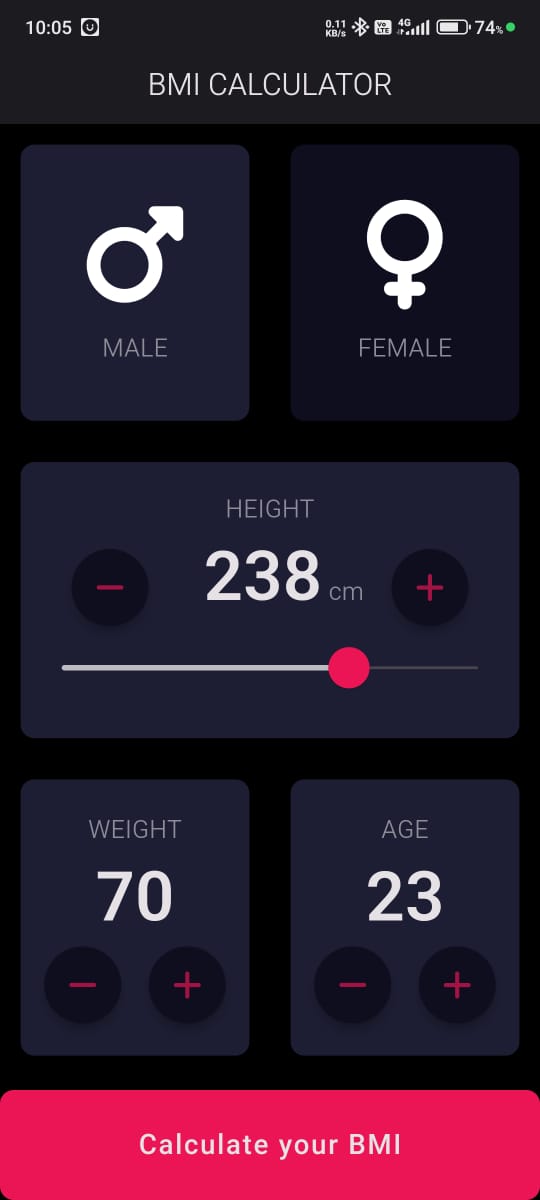 10:05 0.11 KB/s Vo LTE 4G 74%
BMI CALCULATOR
MALE FEMALE
HEIGHT
238 cm
WEIGHT AGE
70 23
Calculate your BMI